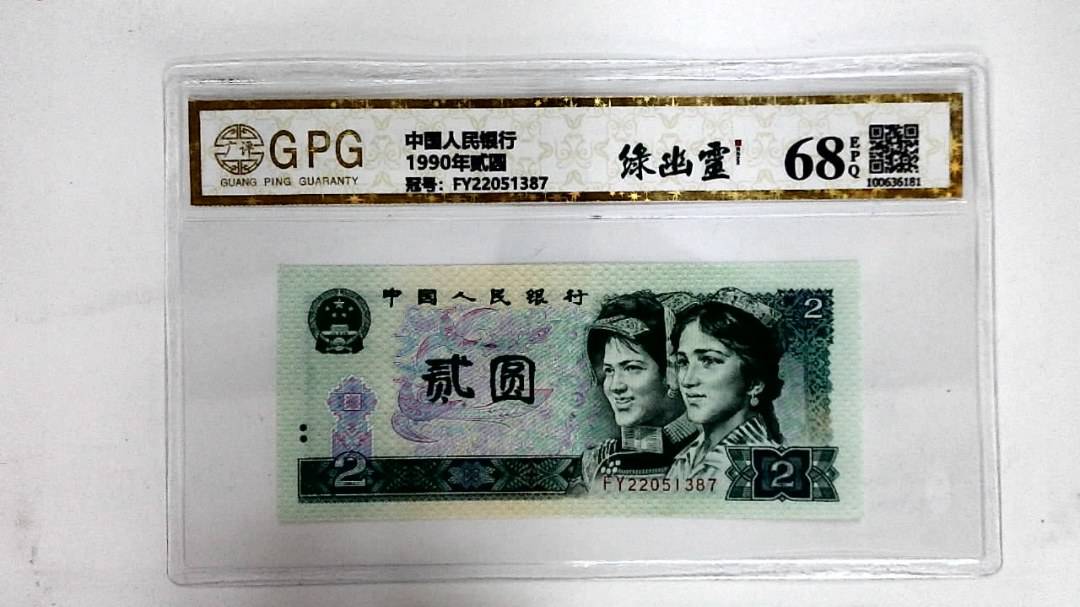 广评
GPG
GUANG PING GUARANTY
中国人民银行
1990年贰圆
冠号：FY22051387
绿幽靈
68
EPQ
100636181
中国人民银行
2
贰圆
2
FY22051387
2